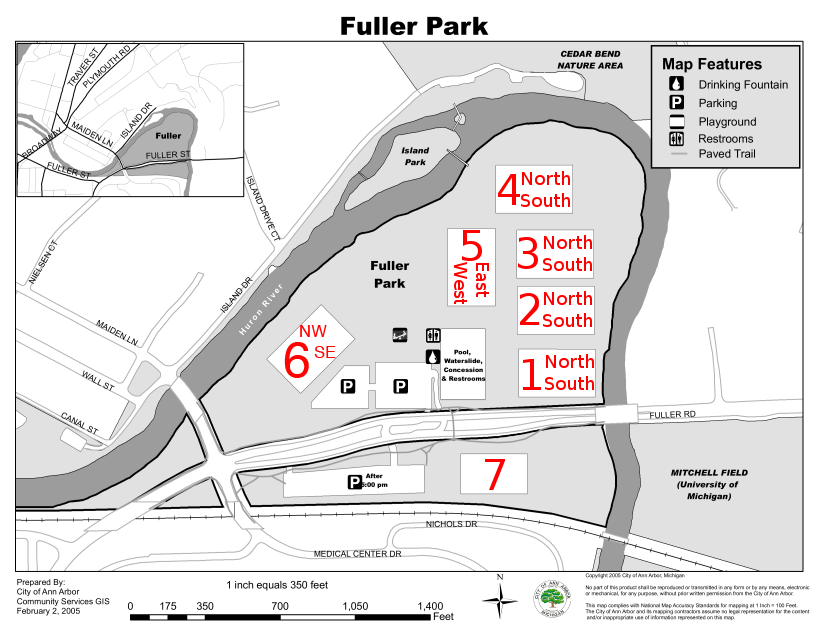 Fuller Park
TRAVER ST
PLYMOUTH RD
ISLAND DR
MAIDEN LN
BROADWAY
Fuller
FULLER ST
FULLER ST
CEDAR BEND
NATURE AREA
Map Features
Drinking Fountain
P
Parking
Playground
Restrooms
Paved Trail
Island
Park
4 North
South
5 East
West
3 North
South
2 North
South
1 North
South
Fuller
Park
ISLAND DRIVE CT
NIELSEN CT
ISLAND DR
Huron River
NW
6 SE
MAIDEN LN
WALL ST
CANAL ST
Pool,
Waterslide,
Concession
& Restrooms
P
P
FULLER RD
7
P
After
5:00 pm
MITCHELL FIELD
(University of
Michigan)
NICHOLS DR
MEDICAL CENTER DR
Prepared By:
City of Ann Arbor
Community Services GIS
February 2, 2005
1 inch equals 350 feet
0 175 350 700 1,050 1,400
Feet
N
CITY OF ANN ARBOR
MICHIGAN
Copyright 2005 City of Ann Arbor, Michigan
No part of this product shall be reproduced or transmitted in any form or by any means, electronic
or mechanical, for any purpose, without prior written permission from the City of Ann Arbor.
This map complies with National Map Accuracy Standards for mapping at 1 Inch = 100 Feet.
The City of Ann Arbor and its mapping contractors assume no legal representation for the content
and/or inappropriate use of information represented on this map.